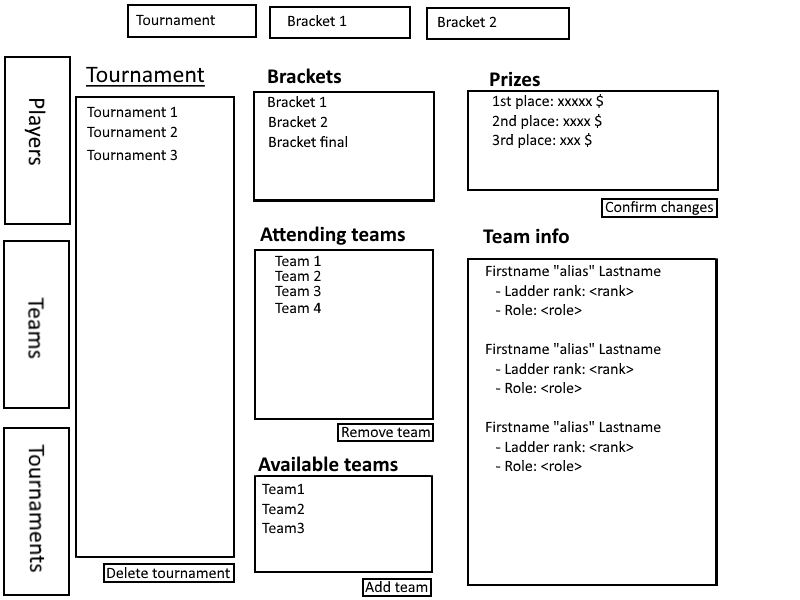 Tournament
Bracket 1
Bracket 2
Players
Teams
Tournaments
Tournament
Tournament 1
Tournament 2
Tournament 3
Delete tournament
Brackets
Bracket 1
Bracket 2
Bracket final
Attending teams
Team 1
Team 2
Team 3
Team 4
Remove team
Available teams
Team1
Team2
Team3
Add team
Prizes
1st place: xxxxx $
2nd place: xxxx $
3rd place: xxx $
Confirm changes
Team info
Firstname "alias" Lastname
- Ladder rank: <rank>
- Role: <role>
Firstname "alias" Lastname
- Ladder rank: <rank>
- Role: <role>
Firstname "alias" Lastname
- Ladder rank: <rank>
- Role: <role>